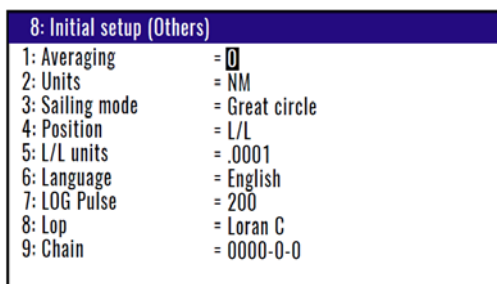 8: Initial setup (Others)
1: Averaging = 0
2: Units = NM
3: Sailing mode = Great circle
4: Position = L/L
5: L/L units = .0001
6: Language = English
7: LOG Pulse = 200
8: Lop = Loran C
9: Chain = 0000-0-0